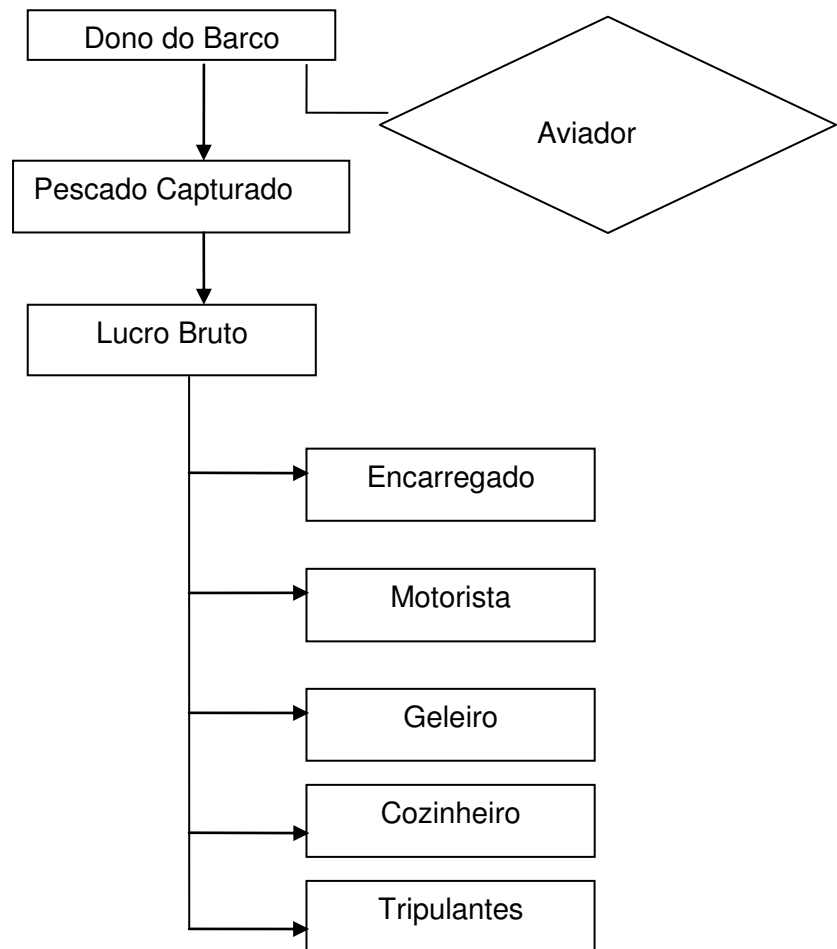 Dono do Barco
Aviador
Pescado Capturado
Lucro Bruto
Encarregado
Motorista
Geleiro
Cozinheiro
Tripulantes